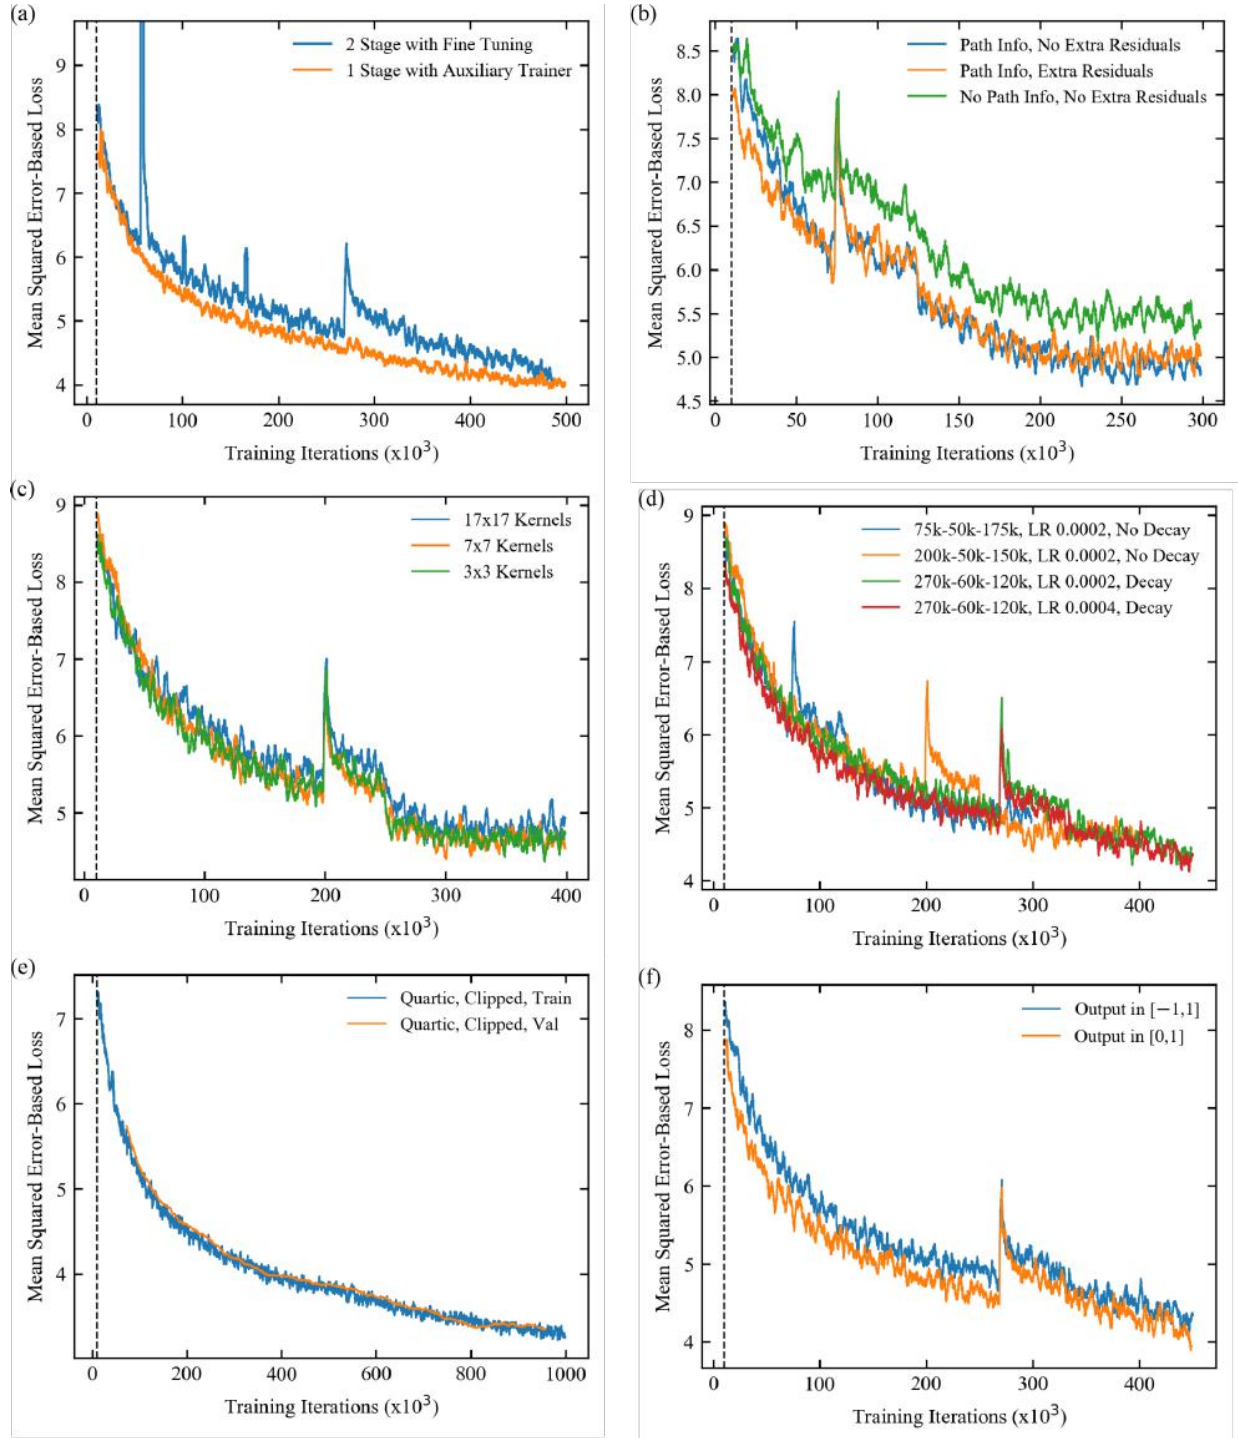 (a)
2 Stage with Fine Tuning
1 Stage with Auxiliary Trainer
Mean Squared Error-Based Loss
9
8
7
6
5
4
0 100 200 300 400 500
Training Iterations (x10³)
(b)
Path Info, No Extra Residuals
Path Info, Extra Residuals
No Path Info, No Extra Residuals
Mean Squared Error-Based Loss
8.5
8.0
7.5
7.0
6.5
6.0
5.5
5.0
4.5
0 50 100 150 200 250 300
Training Iterations (x10³)
(c)
17x17 Kernels
7x7 Kernels
3x3 Kernels
Mean Squared Error-Based Loss
9
8
7
6
5
0 100 200 300 400
Training Iterations (x10³)
(d)
75k-50k-175k, LR 0.0002, No Decay
200k-50k-150k, LR 0.0002, No Decay
270k-60k-120k, LR 0.0002, Decay
270k-60k-120k, LR 0.0004, Decay
Mean Squared Error-Based Loss
9
8
7
6
5
4
0 100 200 300 400
Training Iterations (x10³)
(e)
Quartic, Clipped, Train
Quartic, Clipped, Val
Mean Squared Error-Based Loss
7
6
5
4
0 200 400 600 800 1000
Training Iterations (x10³)
(f)
Output in [−1,1]
Output in [0,1]
Mean Squared Error-Based Loss
8
7
6
5
4
0 100 200 300 400
Training Iterations (x10³)